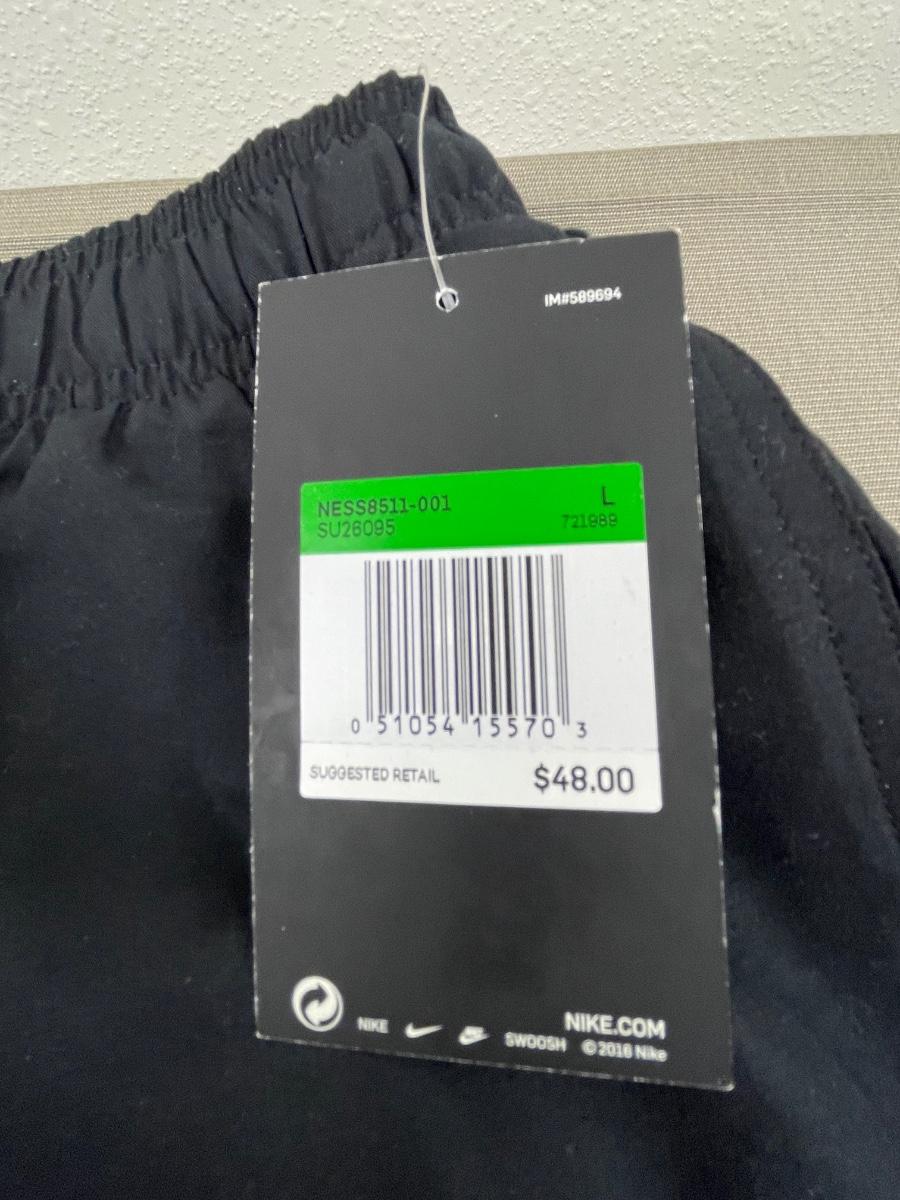 IM#589694
NESS8511-001 L
SU26095 721989
0 51054 15570 3
SUGGESTED RETAIL $48.00
NIKE.COM
NIKE SWOOSH © 2016 Nike